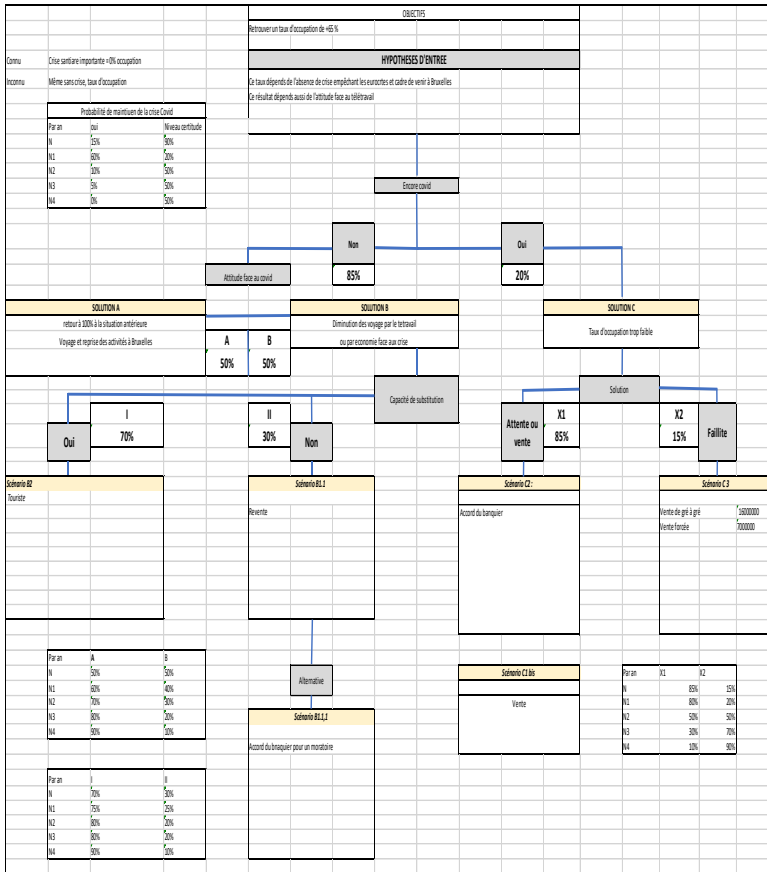 OBJECTIFS
Retrouver un taux d'occupation de +65 %
Connu Crise santiare importante =0% occupation
HYPOTHESES D'ENTREE
Inconnu Même sans crise, taux d'occupation
Ce taux dépends de l'absence de crise empêchant les eurocrtes et cadre de venir à Bruxelles
Ce résultat dépends aussi de l'attitude face au télétravail
Probabilité de maintiuen de la crise Covid
Par an oui Niveau certitude
N 15% 90%
N1 60% 20%
N2 10% 50%
N3 5% 50%
N4 0% 50%
Encore covid
Non Oui
Attitude face au covid 85% 20%
SOLUTION A SOLUTION B SOLUTION C
retour à 100% à la situation antérieure
Voyage et reprise des activités à Bruxelles
A B
50% 50%
Diminution des voyage par le tetravail
ou par economie face aux crise
Taux d'occupation trop faible
Capacité de substitution
Solution
Oui I 70%
II 30% Non
Attente ou vente X1 85%
X2 15% Faillite
Scénario B2
Touriste
Scénario B1.1
Revente
Scénario C2 :
Accord du banquier
Scénario C 3
Vente de gré à gré 16000000
Vente forcée 7000000
Par an A B
N 50% 50%
N1 60% 40%
N2 70% 30%
N3 80% 20%
N4 90% 10%
Alternative
Scénario B1.1,1
Accord du bnaquier pour un moratoire
Scénario C1 bis
Vente
Par an X1 X2
N 85% 15%
N1 80% 20%
N2 50% 50%
N3 30% 70%
N4 10% 90%
Par an I II
N 70% 30%
N1 75% 25%
N2 80% 20%
N3 80% 20%
N4 90% 10%